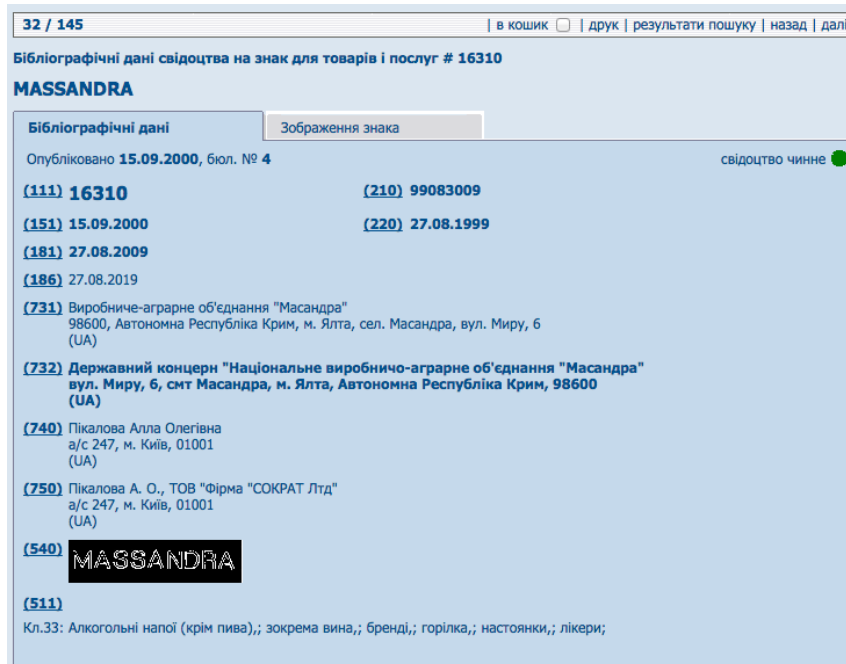 32 / 145 | в кошик | друк | результати пошуку | назад | далі
Бібліографічні дані свідоцтва на знак для товарів і послуг # 16310
MASSANDRA
Бібліографічні дані Зображення знака
Опубліковано 15.09.2000, бюл. № 4 свідоцтво чинне
(111) 16310 (210) 99083009
(151) 15.09.2000 (220) 27.08.1999
(181) 27.08.2009
(186) 27.08.2019
(731) Виробниче-аграрне об'єднання "Масандра"
98600, Автономна Республіка Крим, м. Ялта, сел. Масандра, вул. Миру, 6
(UA)
(732) Державний концерн "Національне виробничо-аграрне об'єднання "Масандра"
вул. Миру, 6, смт Масандра, м. Ялта, Автономна Республіка Крим, 98600
(UA)
(740) Пікалова Алла Олегівна
а/с 247, м. Київ, 01001
(UA)
(750) Пікалова А. О., ТОВ "Фірма "СОКРАТ Лтд"
а/с 247, м. Київ, 01001
(UA)
(540) MASSANDRA
(511)
Кл.33: Алкогольні напої (крім пива),; зокрема вина,; бренді,; горілка,; настоянки,; лікери;